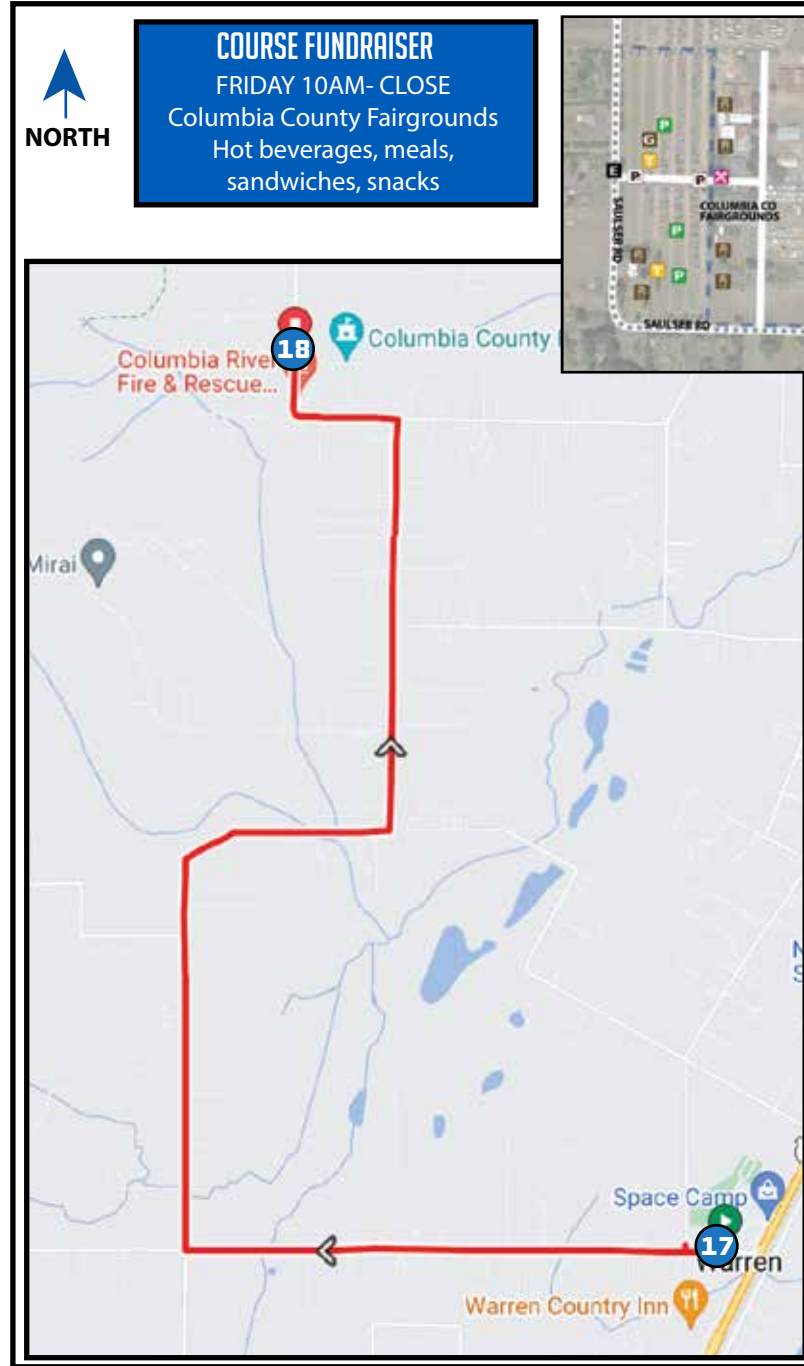 NORTH
COURSE FUNDRAISER
FRIDAY 10AM- CLOSE
Columbia County Fairgrounds
Hot beverages, meals,
sandwiches, snacks
P
G
T
E
P
P
COLUMBIA CO
FAIRGROUNDS
SAULSER RD
P
T
P
SAULSER RD
18
Columbia County
Columbia River
Fire & Rescue...
Mirai
N
S
Space Camp
17
Warren
Warren Country Inn